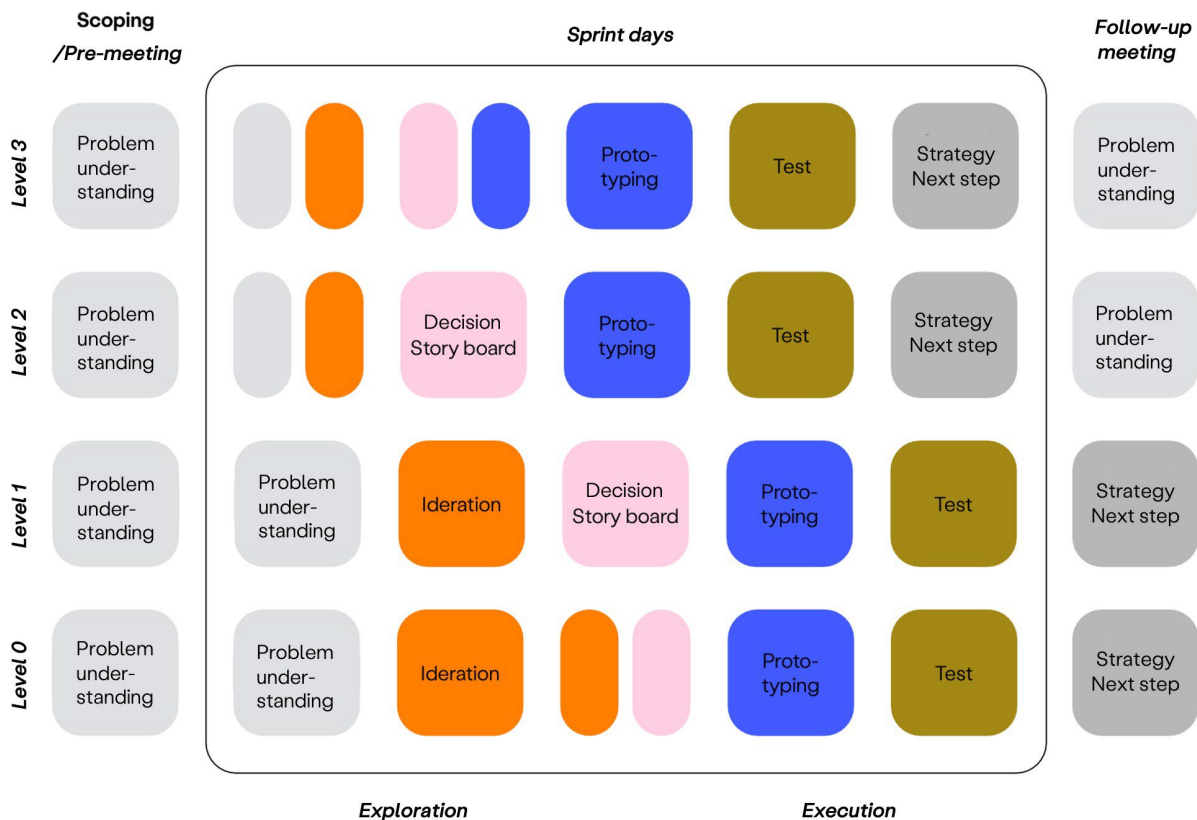 Scoping
/Pre-meeting
Sprint days
Follow-up
meeting
Level 3
Problem
under-
standing
Proto-
typing
Test
Strategy
Next step
Problem
under-
standing
Level 2
Problem
under-
standing
Decision
Story board
Proto-
typing
Test
Strategy
Next step
Problem
under-
standing
Level 1
Problem
under-
standing
Problem
under-
standing
Ideration
Decision
Story board
Proto-
typing
Test
Strategy
Next step
Level 0
Problem
under-
standing
Problem
under-
standing
Ideration
Proto-
typing
Test
Strategy
Next step
Exploration
Execution